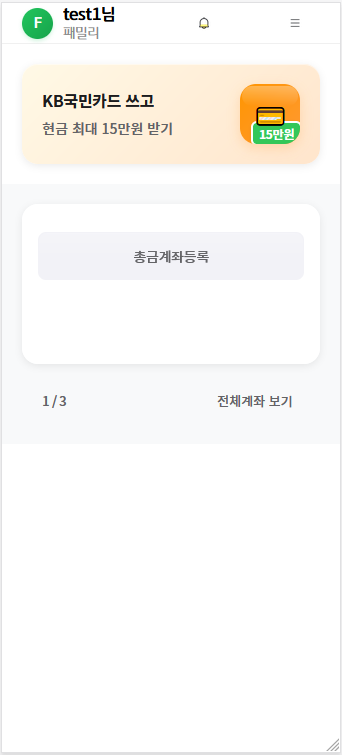 F
test1님
패밀리
KB국민카드 쓰고
현금 최대 15만원 받기
15만원
총금계좌등록
1 / 3
전체계좌 보기